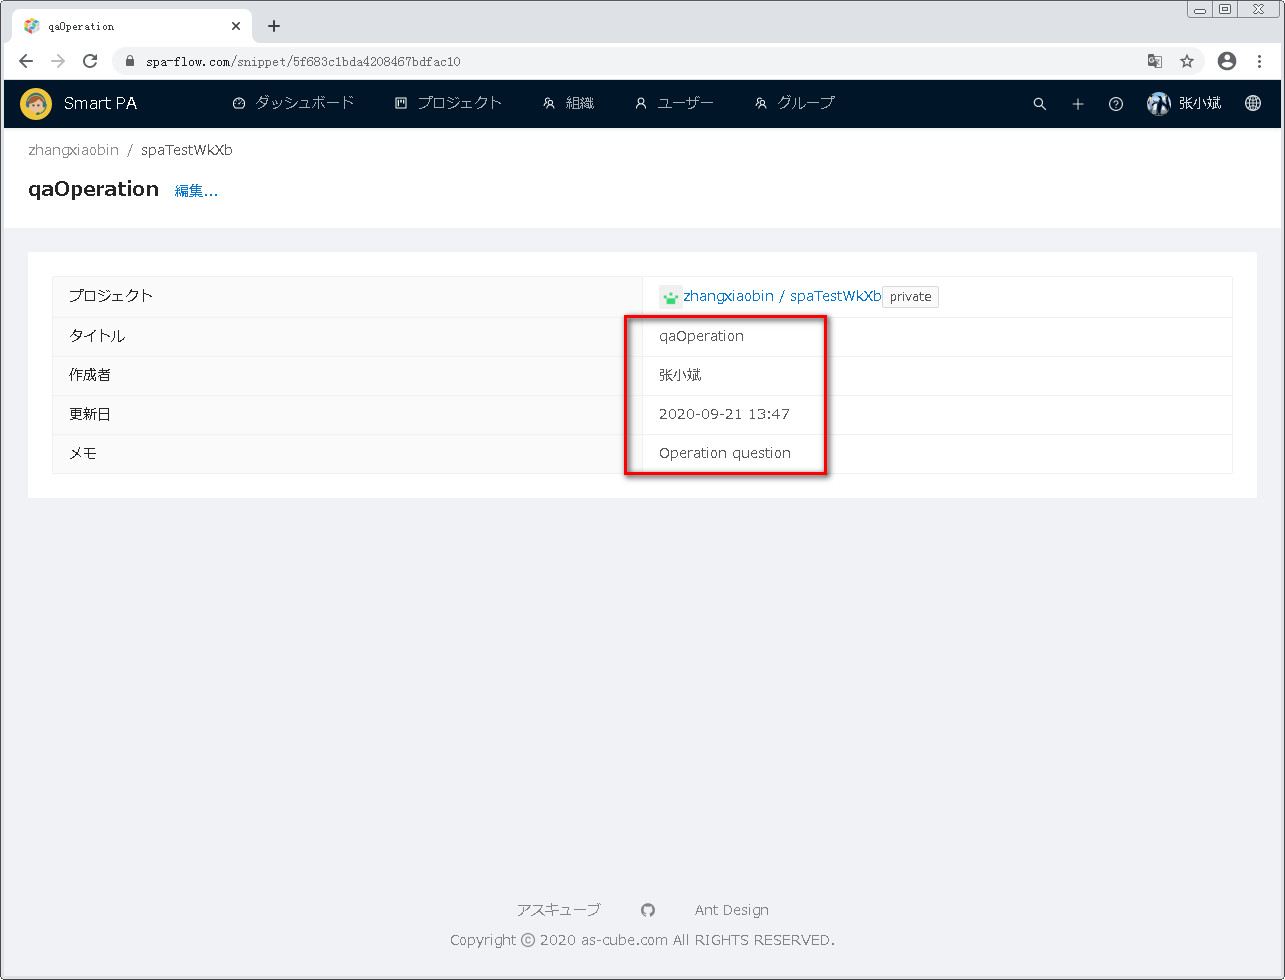 qaOperation
spa-flow.com/snippet/5f683c1bda4208467bdfac10
Smart PA ダッシュボード プロジェクト 組織 ユーザー グループ 张小斌
zhangxiaobin / spaTestWkXb
qaOperation 編集...
プロジェクト zhangxiaobin / spaTestWkXb private
タイトル qaOperation
作成者 张小斌
更新日 2020-09-21 13:47
メモ Operation question
アスキューブ Ant Design
Copyright © 2020 as-cube.com All RIGHTS RESERVED.